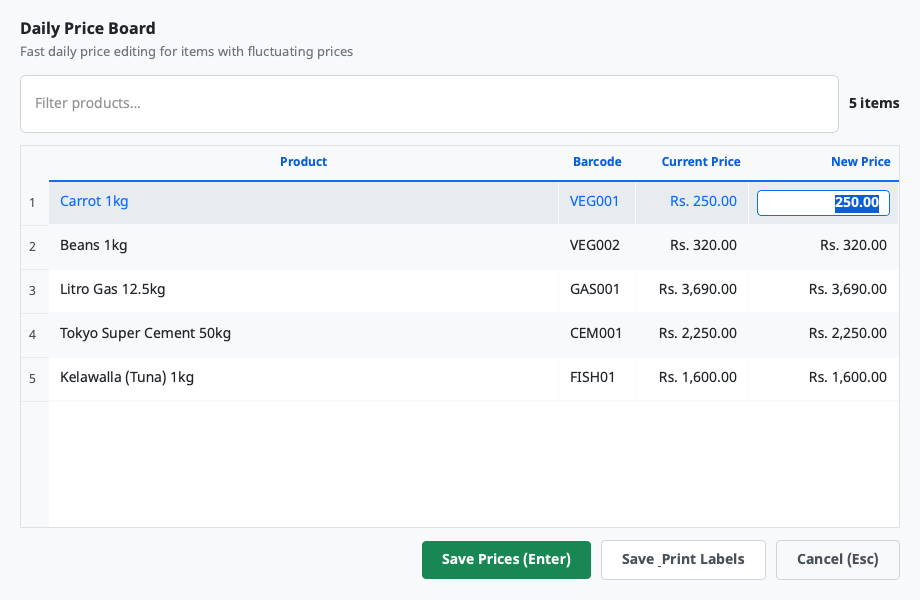 Daily Price Board
Fast daily price editing for items with fluctuating prices
Filter products...
5 items
Product Barcode Current Price New Price
1 Carrot 1kg VEG001 Rs. 250.00 250.00
2 Beans 1kg VEG002 Rs. 320.00 Rs. 320.00
3 Litro Gas 12.5kg GAS001 Rs. 3,690.00 Rs. 3,690.00
4 Tokyo Super Cement 50kg CEM001 Rs. 2,250.00 Rs. 2,250.00
5 Kelawalla (Tuna) 1kg FISH01 Rs. 1,600.00 Rs. 1,600.00
Save Prices (Enter) Save _Print Labels Cancel (Esc)